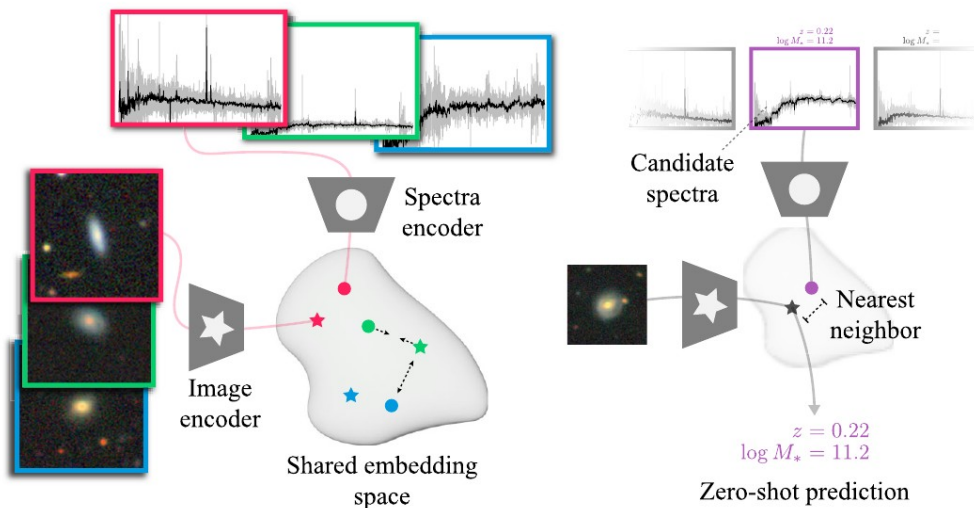 z = 0.22
log M* = 11.2
z =
log M* =
Candidate
spectra
Spectra
encoder
Image
encoder
Nearest
neighbor
z = 0.22
log M* = 11.2
Shared embedding
space
Zero-shot prediction